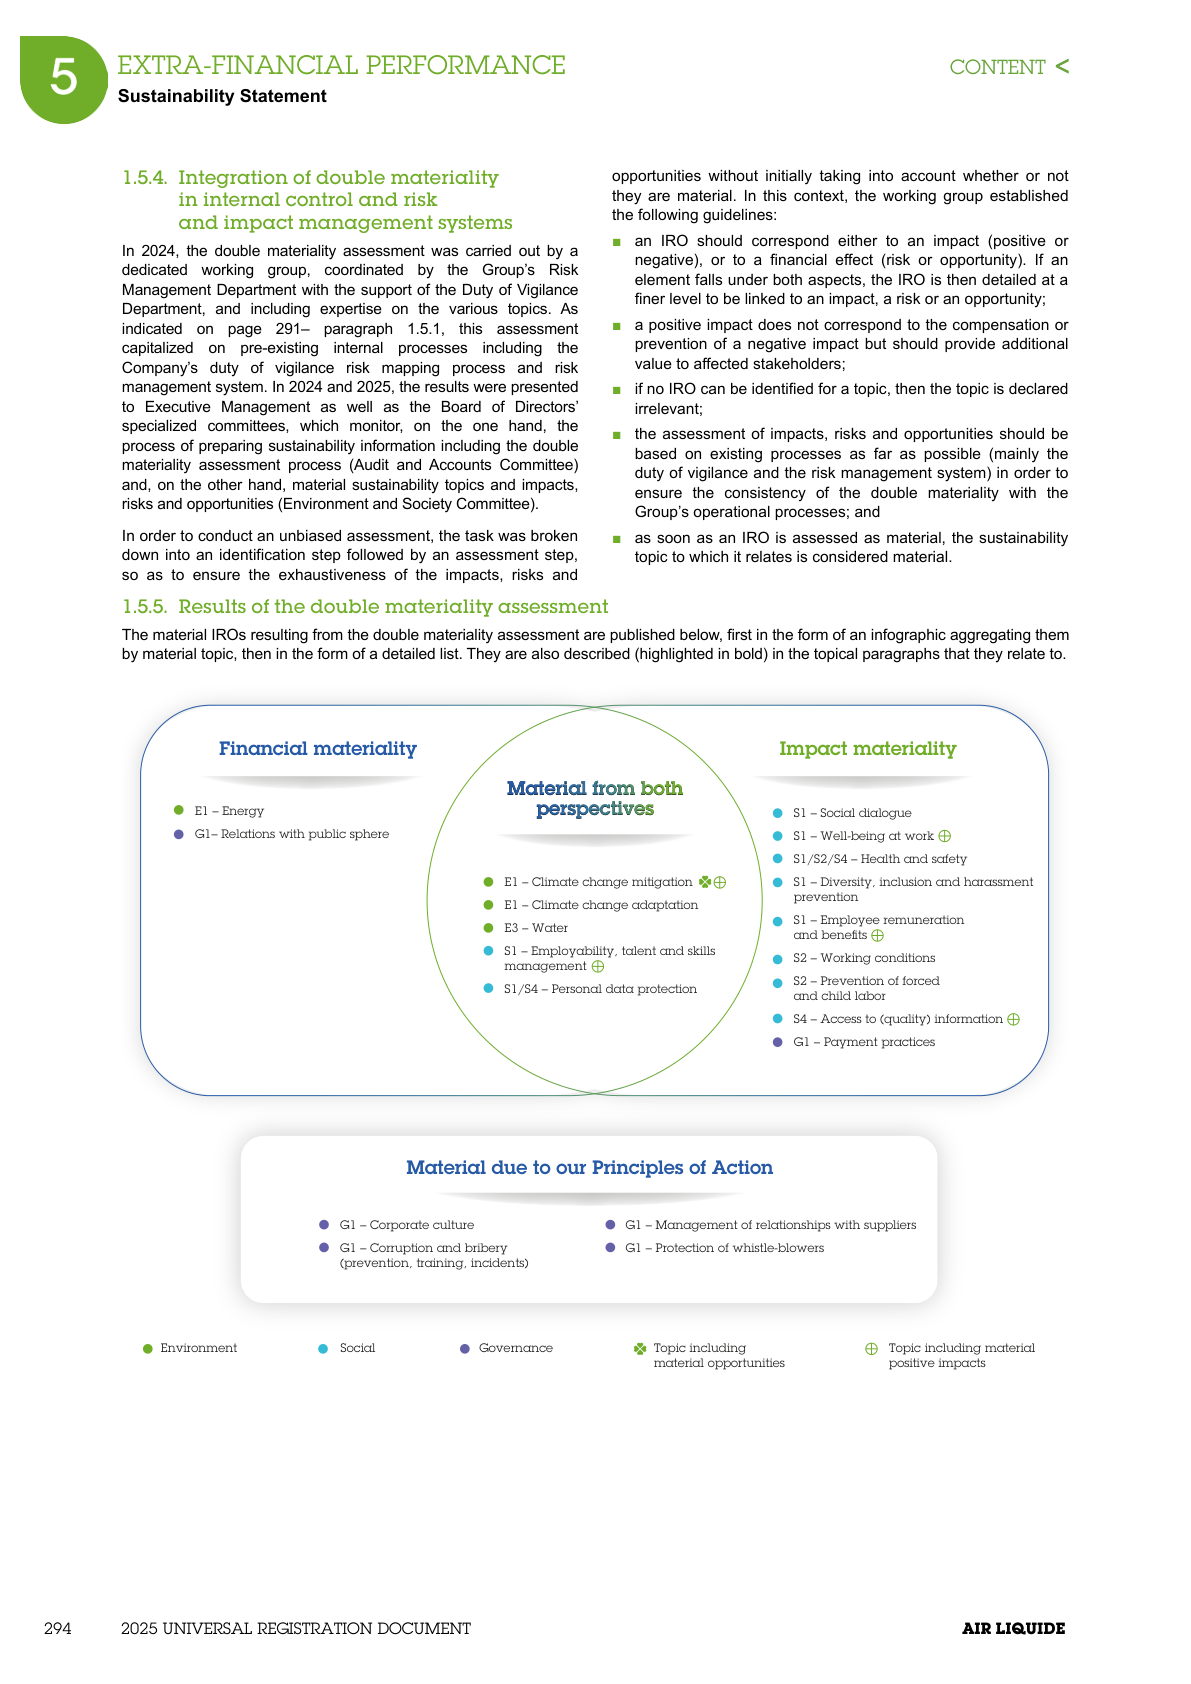 5
EXTRA-FINANCIAL PERFORMANCE
Sustainability Statement
CONTENT <
1.5.4. Integration of double materiality
in internal control and risk
and impact management systems
In 2024, the double materiality assessment was carried out by a
dedicated working group, coordinated by the Group's Risk
Management Department with the support of the Duty of Vigilance
Department, and including expertise on the various topics. As
indicated on page 291– paragraph 1.5.1, this assessment
capitalized on pre-existing internal processes including the
Company's duty of vigilance risk mapping process and risk
management system. In 2024 and 2025, the results were presented
to Executive Management as well as the Board of Directors'
specialized committees, which monitor, on the one hand, the
process of preparing sustainability information including the double
materiality assessment process (Audit and Accounts Committee)
and, on the other hand, material sustainability topics and impacts,
risks and opportunities (Environment and Society Committee).
In order to conduct an unbiased assessment, the task was broken
down into an identification step followed by an assessment step,
so as to ensure the exhaustiveness of the impacts, risks and
opportunities without initially taking into account whether or not
they are material. In this context, the working group established
the following guidelines:
■ an IRO should correspond either to an impact (positive or
negative), or to a financial effect (risk or opportunity). If an
element falls under both aspects, the IRO is then detailed at a
finer level to be linked to an impact, a risk or an opportunity;
■ a positive impact does not correspond to the compensation or
prevention of a negative impact but should provide additional
value to affected stakeholders;
■ if no IRO can be identified for a topic, then the topic is declared
irrelevant;
■ the assessment of impacts, risks and opportunities should be
based on existing processes as far as possible (mainly the
duty of vigilance and the risk management system) in order to
ensure the consistency of the double materiality with the
Group's operational processes; and
■ as soon as an IRO is assessed as material, the sustainability
topic to which it relates is considered material.
1.5.5. Results of the double materiality assessment
The material IROs resulting from the double materiality assessment are published below, first in the form of an infographic aggregating them
by material topic, then in the form of a detailed list. They are also described (highlighted in bold) in the topical paragraphs that they relate to.
Financial materiality
E1 – Energy
G1– Relations with public sphere
Material from both
perspectives
E1 – Climate change mitigation
E1 – Climate change adaptation
E3 – Water
S1 – Employability, talent and skills
management
S1/S4 – Personal data protection
Impact materiality
S1 – Social dialogue
S1 – Well-being at work
S1/S2/S4 – Health and safety
S1 – Diversity, inclusion and harassment
prevention
S1 – Employee remuneration
and benefits
S2 – Working conditions
S2 – Prevention of forced
and child labor
S4 – Access to (quality) information
G1 – Payment practices
Material due to our Principles of Action
G1 – Corporate culture
G1 – Corruption and bribery
(prevention, training, incidents)
G1 – Management of relationships with suppliers
G1 – Protection of whistle-blowers
Environment
Social
Governance
Topic including
material opportunities
Topic including material
positive impacts
294
2025 UNIVERSAL REGISTRATION DOCUMENT
AIR LIQUIDE